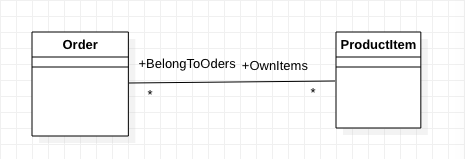 Order
ProductItem
+BelongToOders
+OwnItems
*
*